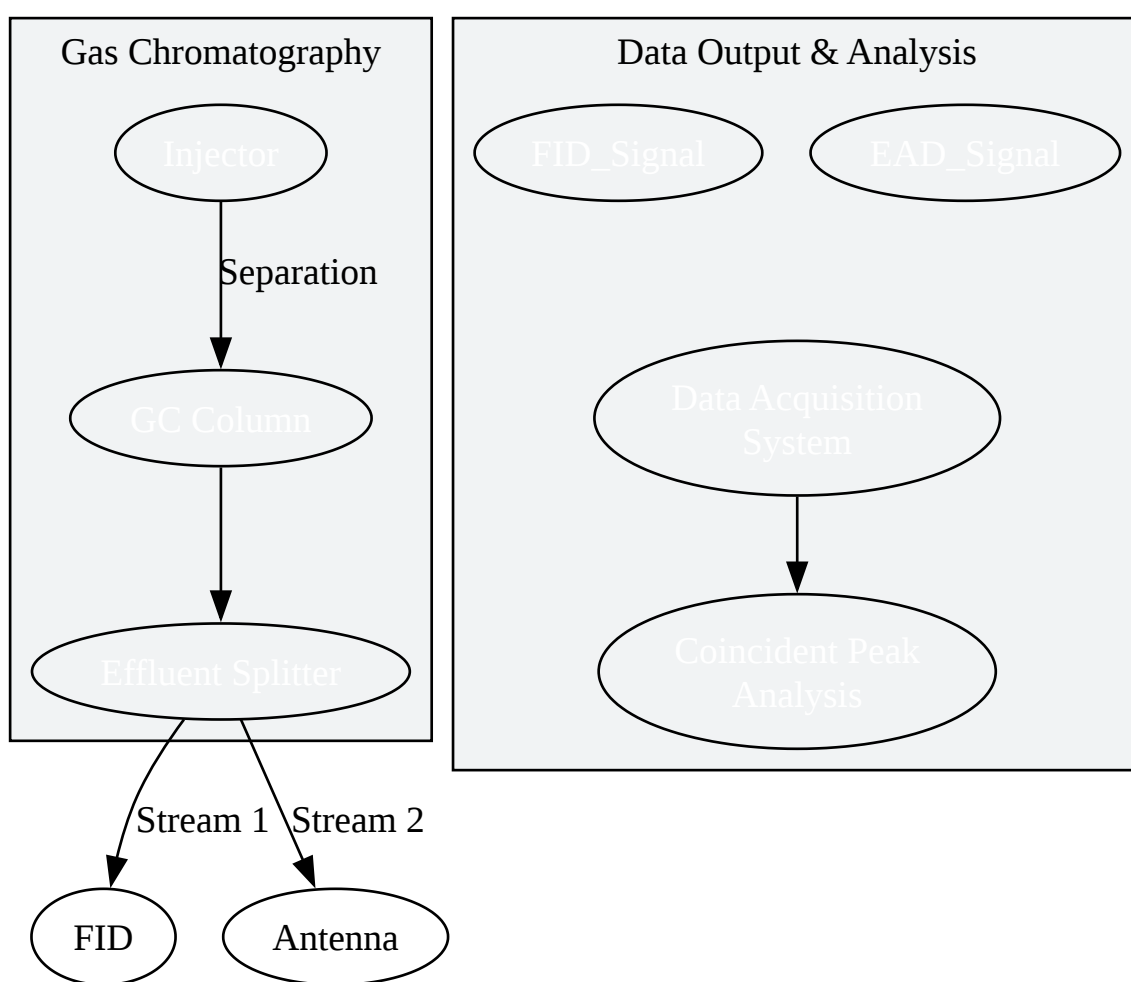 Gas Chromatography
Injector
Separation
GC Column
Effluent Splitter
Stream 1
Stream 2
FID
Antenna
Data Output & Analysis
FID_Signal
EAD_Signal
Data Acquisition
System
Coincident Peak
Analysis